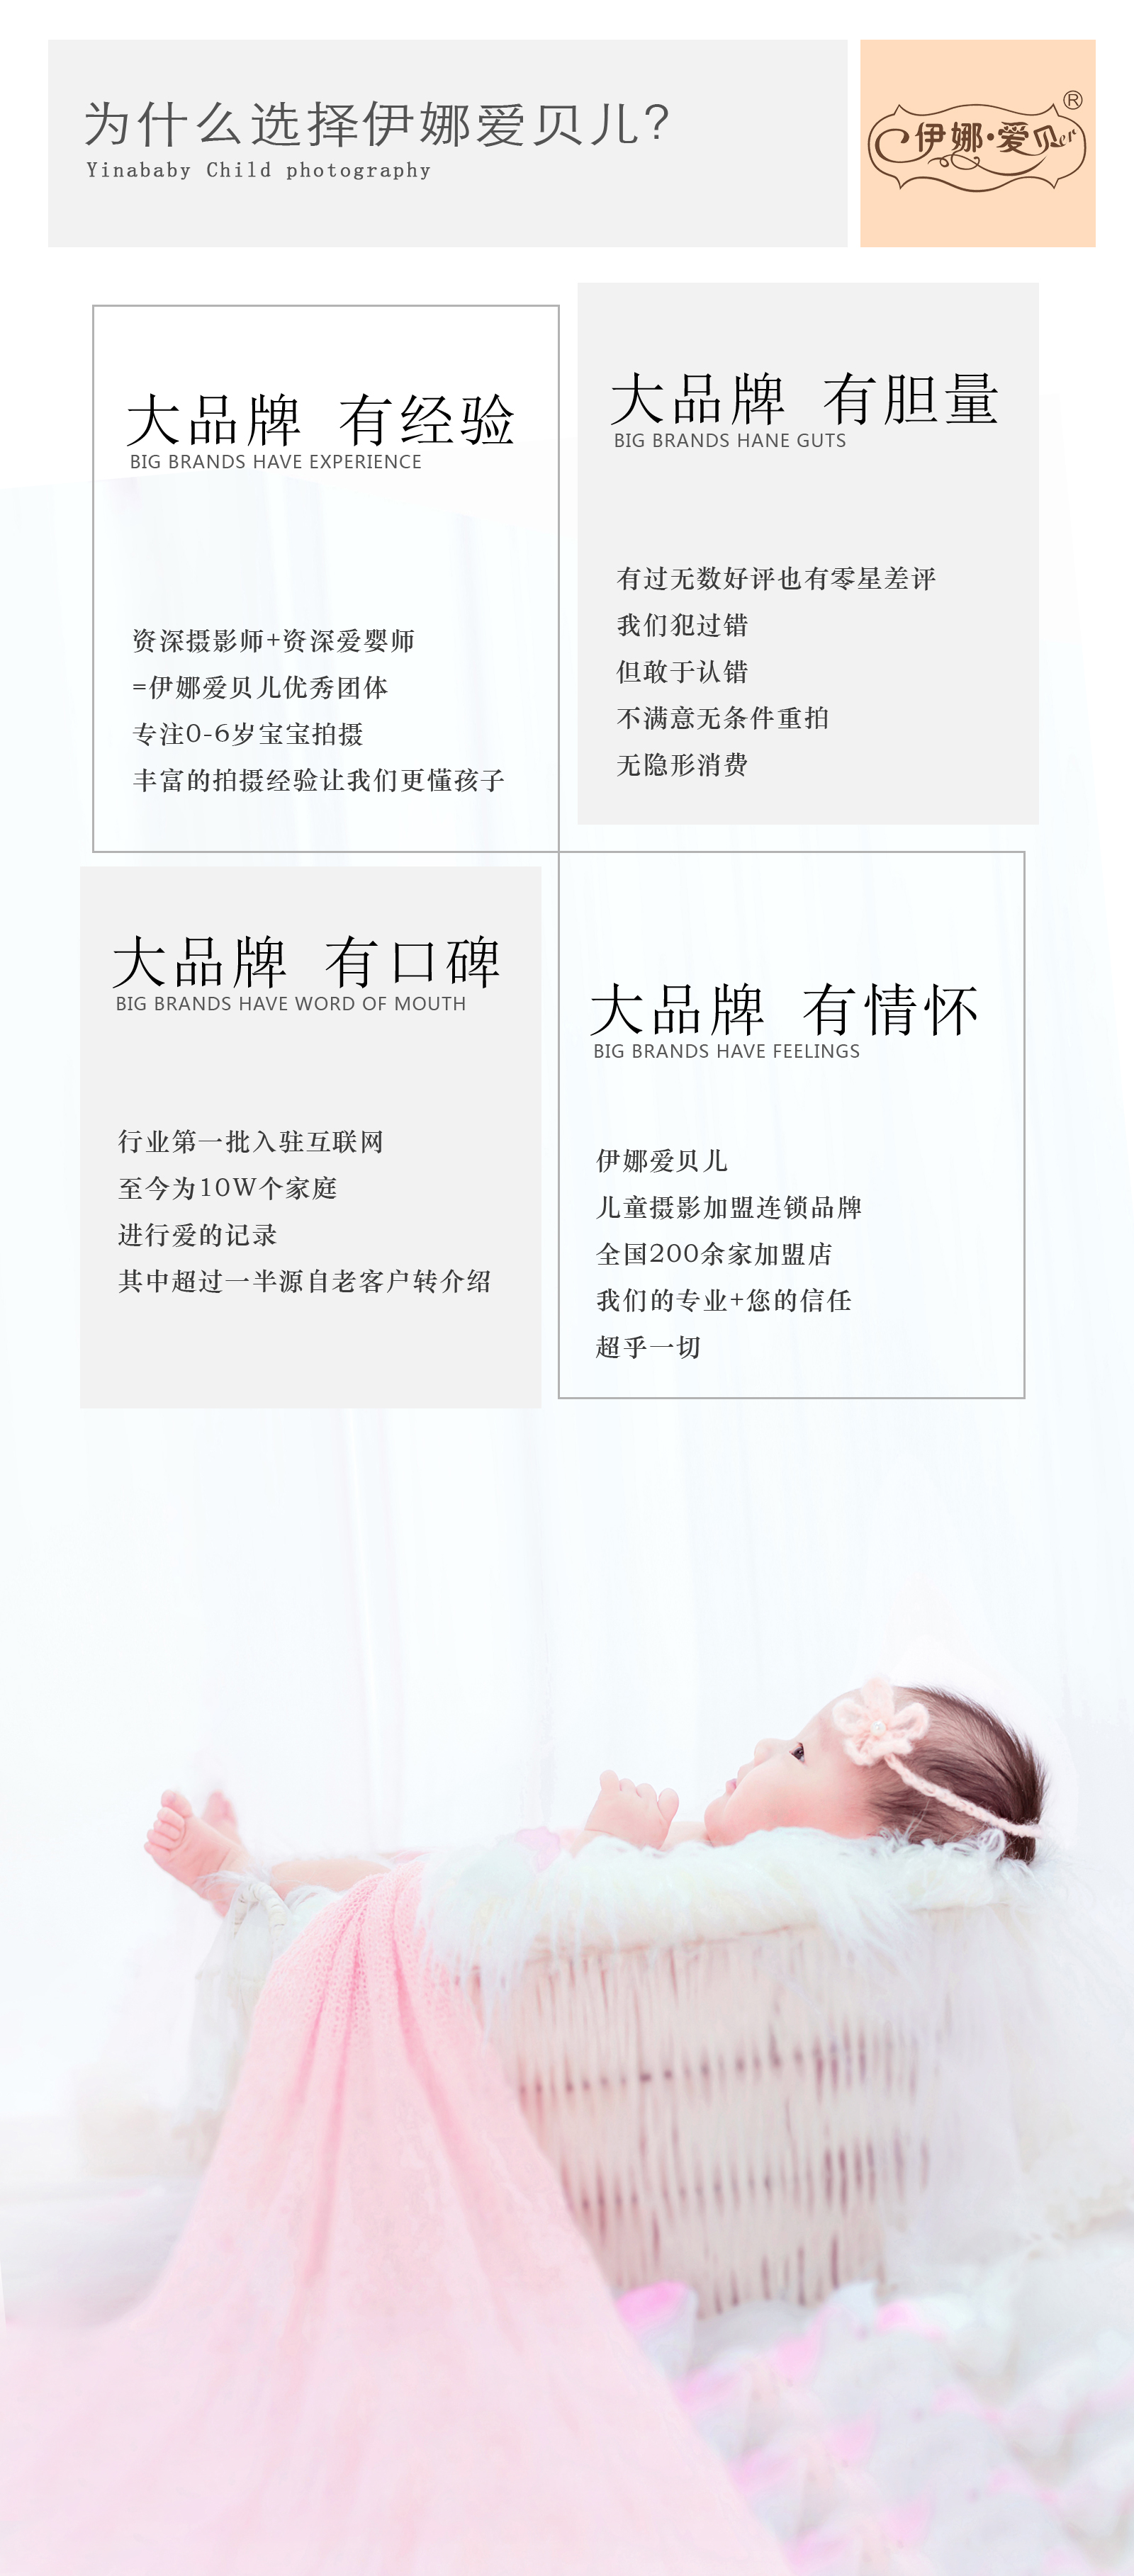 为什么选择伊娜爱贝儿?
Yinababy Child photography
伊娜·爱贝er®
大品牌 有经验
BIG BRANDS HAVE EXPERIENCE
资深摄影师+资深爱婴师
=伊娜爱贝儿优秀团体
专注0-6岁宝宝拍摄
丰富的拍摄经验让我们更懂孩子
大品牌 有胆量
BIG BRANDS HANE GUTS
有过无数好评也有零星差评
我们犯过错
但敢于认错
不满意无条件重拍
无隐形消费
大品牌 有口碑
BIG BRANDS HAVE WORD OF MOUTH
行业第一批入驻互联网
至今为10W个家庭
进行爱的记录
其中超过一半源自老客户转介绍
大品牌 有情怀
BIG BRANDS HAVE FEELINGS
伊娜爱贝儿
儿童摄影加盟连锁品牌
全国200余家加盟店
我们的专业+您的信任
超乎一切